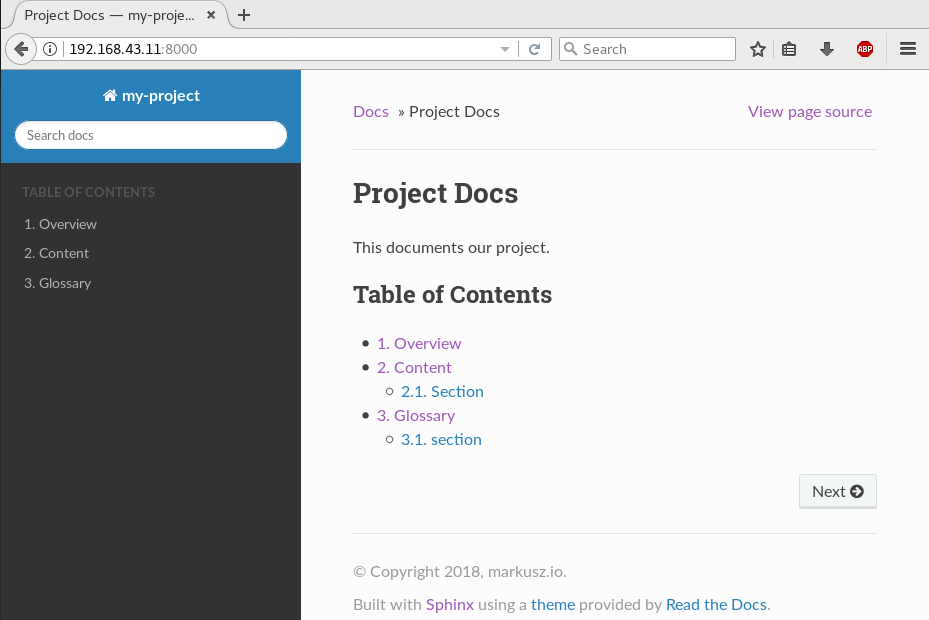 Project Docs — my-proje...
192.168.43.11:8000
Search
ABP
my-project
Search docs
TABLE OF CONTENTS
1. Overview
2. Content
3. Glossary
Docs » Project Docs
View page source
Project Docs
This documents our project.
Table of Contents
1. Overview
2. Content
2.1. Section
3. Glossary
3.1. section
Next
© Copyright 2018, markusz.io.
Built with Sphinx using a theme provided by Read the Docs.